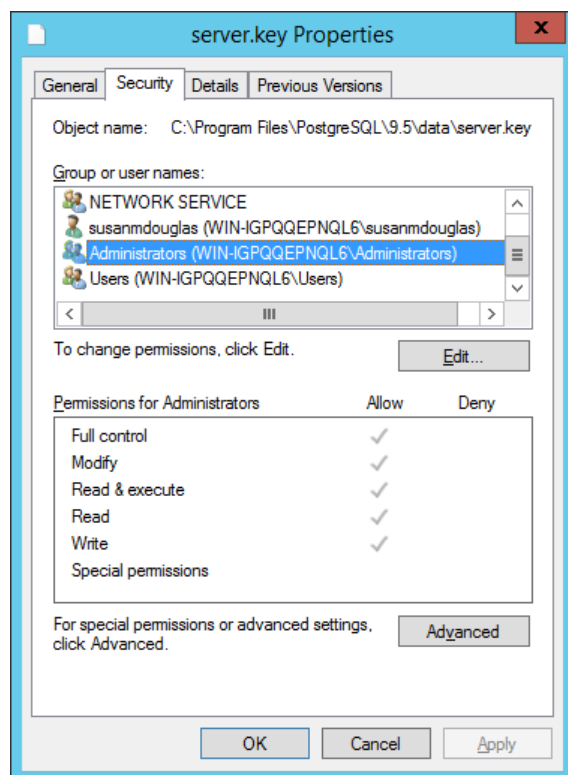 server.key Properties
x
General Security Details Previous Versions
Object name: C:\Program Files\PostgreSQL\9.5\data\server.key
Group or user names:
NETWORK SERVICE
susanmdouglas (WIN-IGPQQEPNQL6\susanmdouglas)
Administrators (WIN-IGPQQEPNQL6\Administrators)
Users (WIN-IGPQQEPNQL6\Users)
To change permissions, click Edit.
Edit...
Permissions for Administrators Allow Deny
Full control
Modify
Read & execute
Read
Write
Special permissions
For special permissions or advanced settings,
click Advanced.
Advanced
OK Cancel Apply